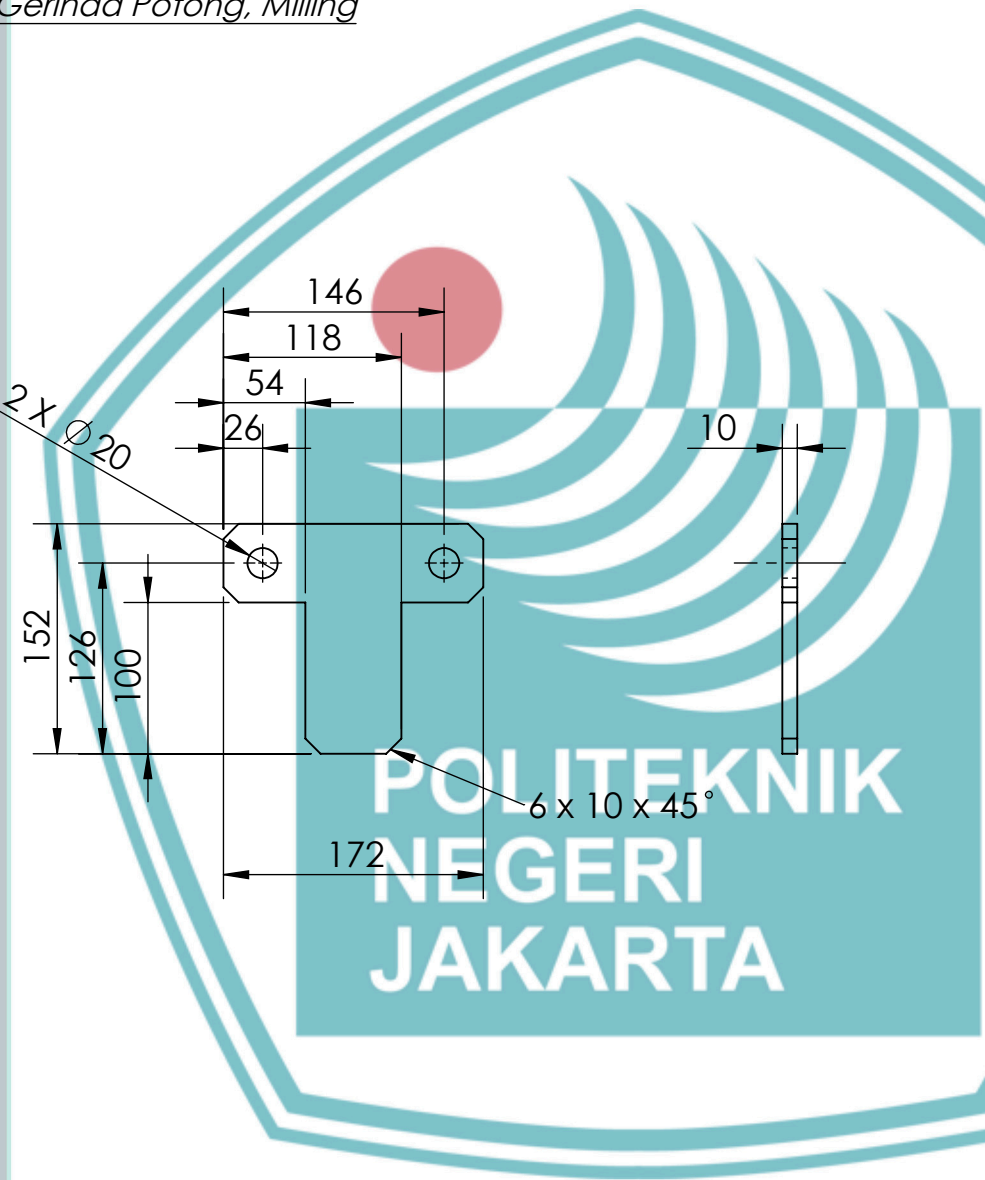 Gerinda Potong, Milling
146
118
54
26
2 X Ø 20
10
152
126
100
6 x 10 x 45°
172
POLITEKNIK
NEGERI
JAKARTA